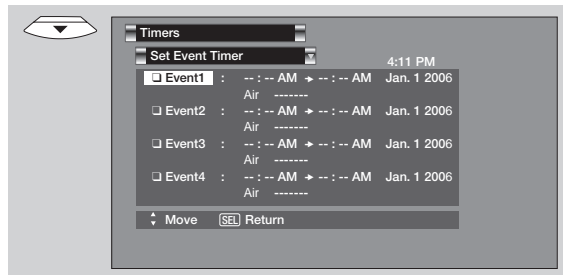 Timers
Set Event Timer
4:11 PM
❑ Event1 : -- : -- AM ➔ -- : -- AM Jan. 1 2006
Air -------
❑ Event2 : -- : -- AM ➔ -- : -- AM Jan. 1 2006
Air -------
❑ Event3 : -- : -- AM ➔ -- : -- AM Jan. 1 2006
Air -------
❑ Event4 : -- : -- AM ➔ -- : -- AM Jan. 1 2006
Air -------
Move SEL Return